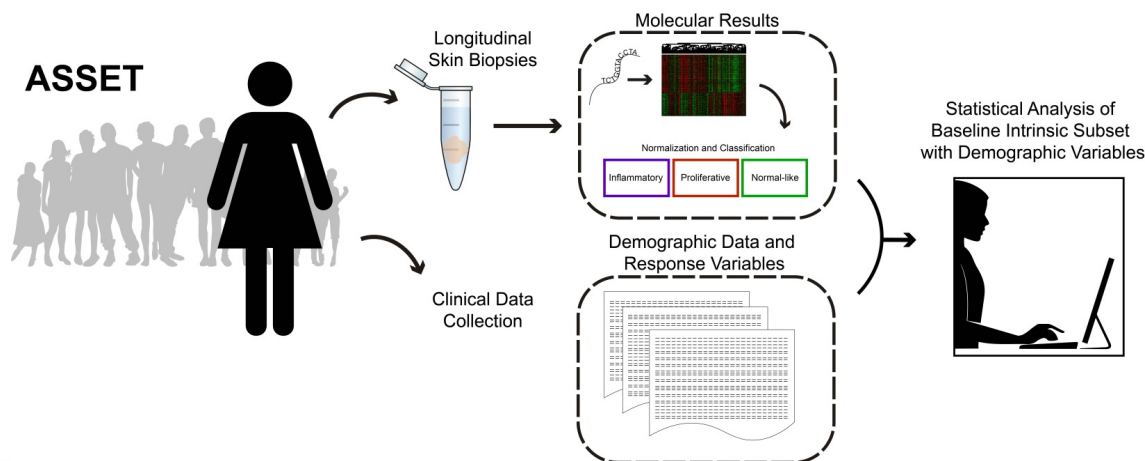 ASSET
Longitudinal
Skin Biopsies
Clinical Data
Collection
Molecular Results
TCTGGTACCTA
Normalization and Classification
Inflammatory
Proliferative
Normal-like
Demographic Data and
Response Variables
Statistical Analysis of
Baseline Intrinsic Subset
with Demographic Variables